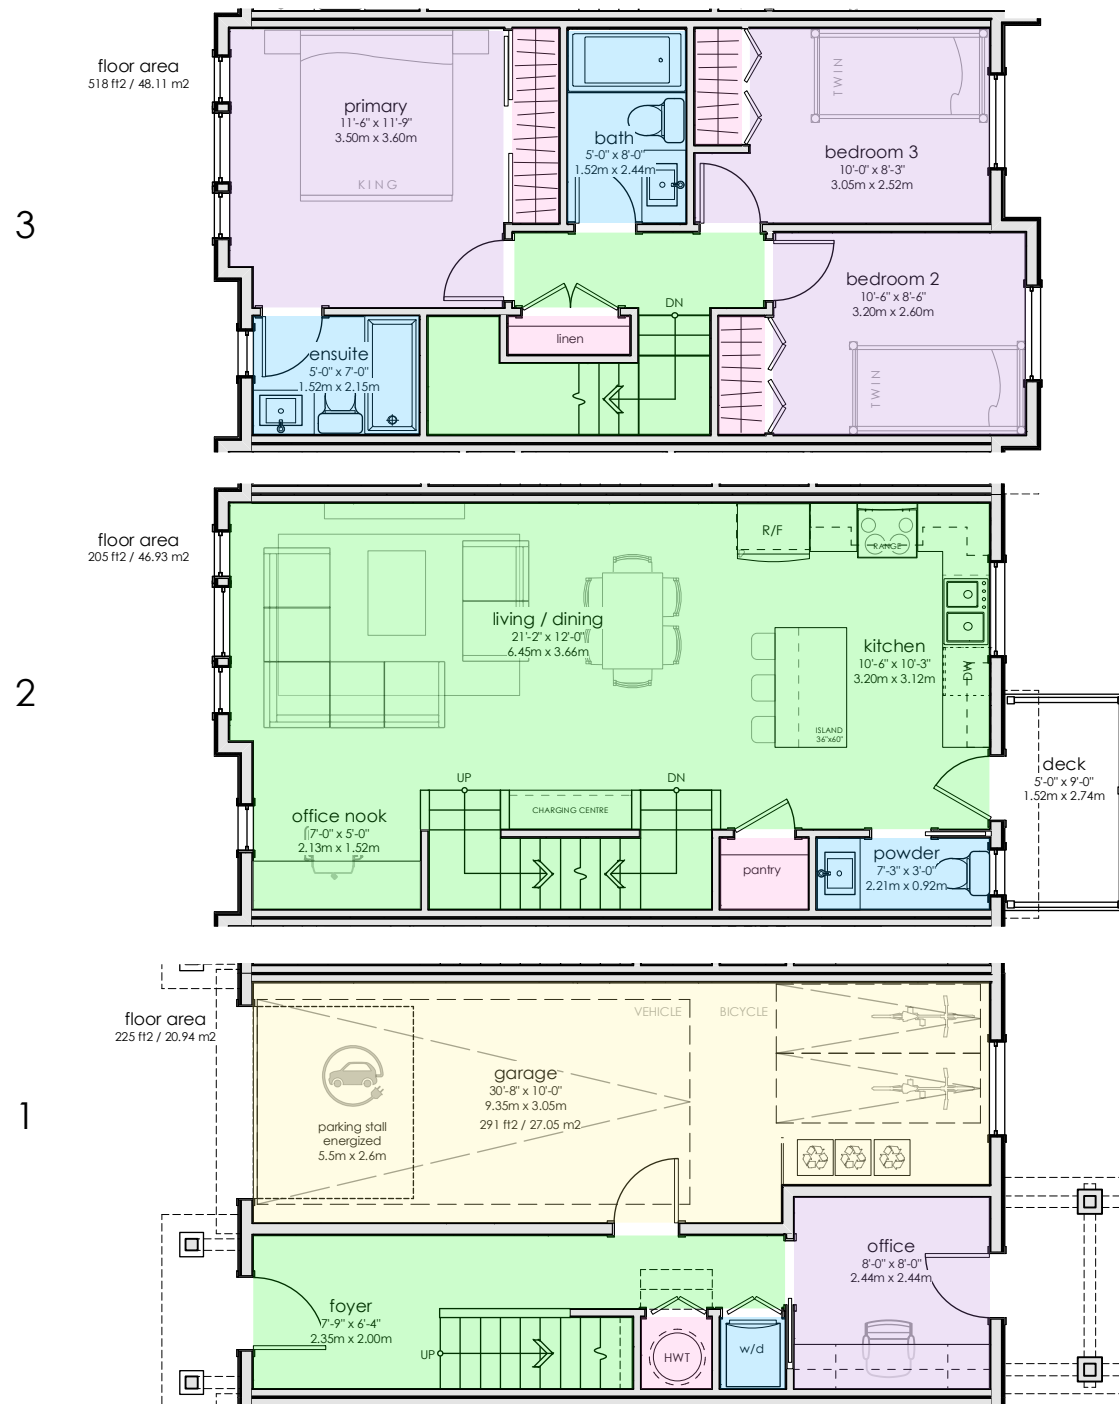 3
floor area
518 ft2 / 48.11 m2
primary
11'-6" x 11'-9"
3.50m x 3.60m
KING
bath
5'-0" x 8'-0"
1.52m x 2.44m
TWIN
bedroom 3
10'-0" x 8'-3"
3.05m x 2.52m
bedroom 2
10'-6" x 8'-6"
3.20m x 2.60m
TWIN
DN
linen
ensuite
5'-0" x 7'-0"
1.52m x 2.15m
2
floor area
205 ft2 / 46.93 m2
R/F
RANGE
living / dining
21'-2" x 12'-0"
6.45m x 3.66m
kitchen
10'-6" x 10'-3"
3.20m x 3.12m
DW
ISLAND
36"x60"
deck
5'-0" x 9'-0"
1.52m x 2.74m
UP
DN
CHARGING CENTRE
office nook
7'-0" x 5'-0"
2.13m x 1.52m
pantry
powder
7'-3" x 3'-0"
2.21m x 0.92m
1
floor area
225 ft2 / 20.94 m2
VEHICLE
BICYCLE
garage
30'-8" x 10'-0"
9.35m x 3.05m
291 ft2 / 27.05 m2
parking stall
energized
5.5m x 2.6m
office
8'-0" x 8'-0"
2.44m x 2.44m
foyer
7'-9" x 6'-4"
2.35m x 2.00m
UP
HWT
w/d